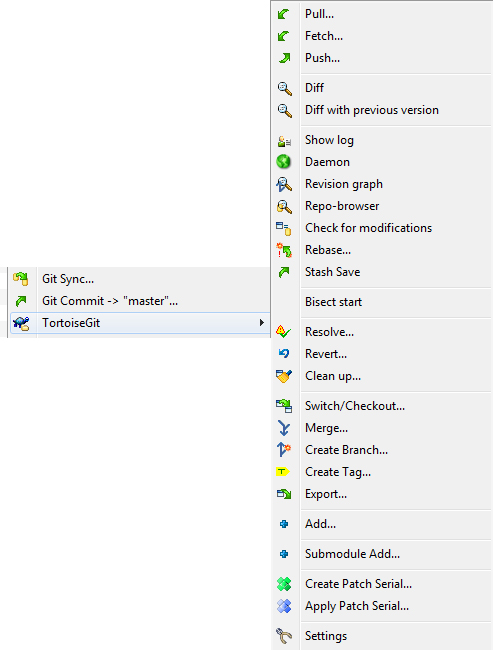 Pull...
Fetch...
Push...
Diff
Diff with previous version
Show log
Daemon
Revision graph
Repo-browser
Check for modifications
Rebase...
Stash Save
Bisect start
Resolve...
Revert...
Clean up...
Switch/Checkout...
Merge...
Create Branch...
Create Tag...
Export...
Add...
Submodule Add...
Create Patch Serial...
Apply Patch Serial...
Settings
Git Sync...
Git Commit -> "master"...
TortoiseGit